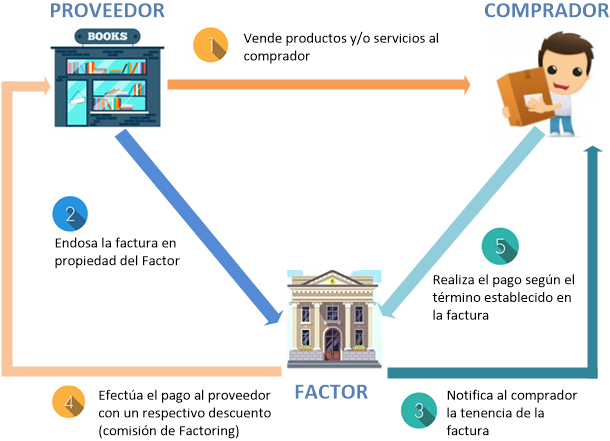 PROVEEDOR
COMPRADOR
BOOKS
1
Vende productos y/o servicios al
comprador
2
Endosa la factura en
propiedad del Factor
5
Realiza el pago según el
término establecido en
la factura
FACTOR
4
Efectúa el pago al proveedor
con un respectivo descuento
(comisión de Factoring)
3
Notifica al comprador
la tenencia de la
factura